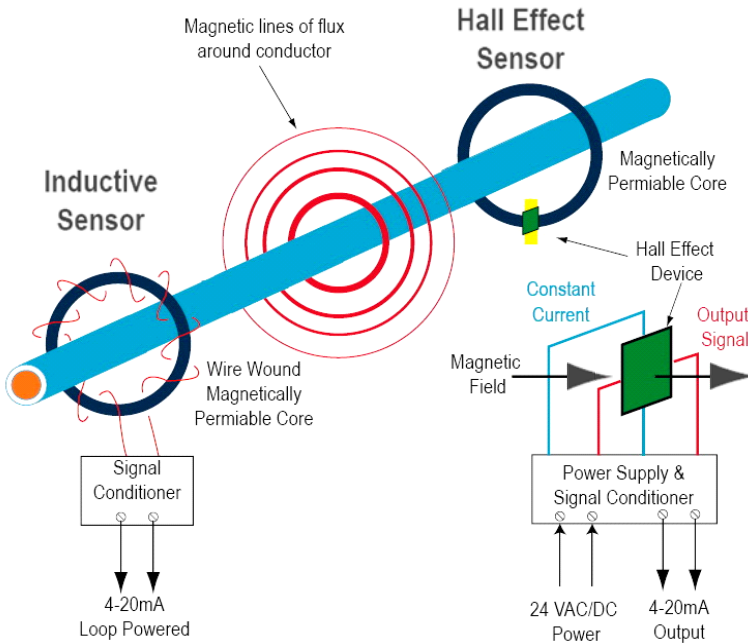 Magnetic lines of flux
around conductor
Hall Effect
Sensor
Inductive
Sensor
Magnetically
Permiable Core
Hall Effect
Device
Constant
Current
Output
Signal
Magnetic
Field
Wire Wound
Magnetically
Permiable Core
Signal
Conditioner
Power Supply &
Signal Conditioner
4-20mA
Loop Powered
24 VAC/DC
Power
4-20mA
Output